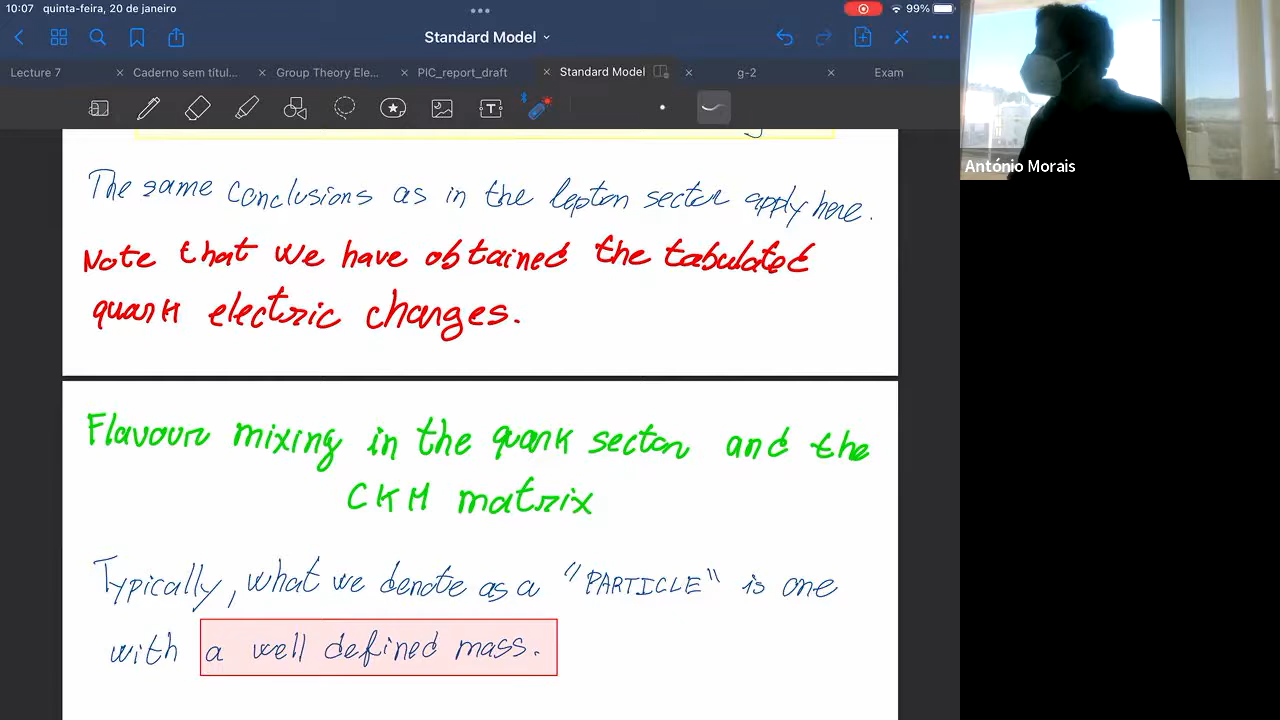 10:07 quinta-feira, 20 de janeiro
99%
Standard Model
Lecture 7
Caderno sem títul...
Group Theory Ele...
PIC_report_draft
Standard Model
g-2
Exam
António Morais
The same conclusions as in the lepton sector apply here.
Note that we have obtained the tabulated
quark electric changes.
Flavour mixing in the quark sector and the
CKM matrix
Typically, what we denote as a "PARTICLE" is one
with a well defined mass.